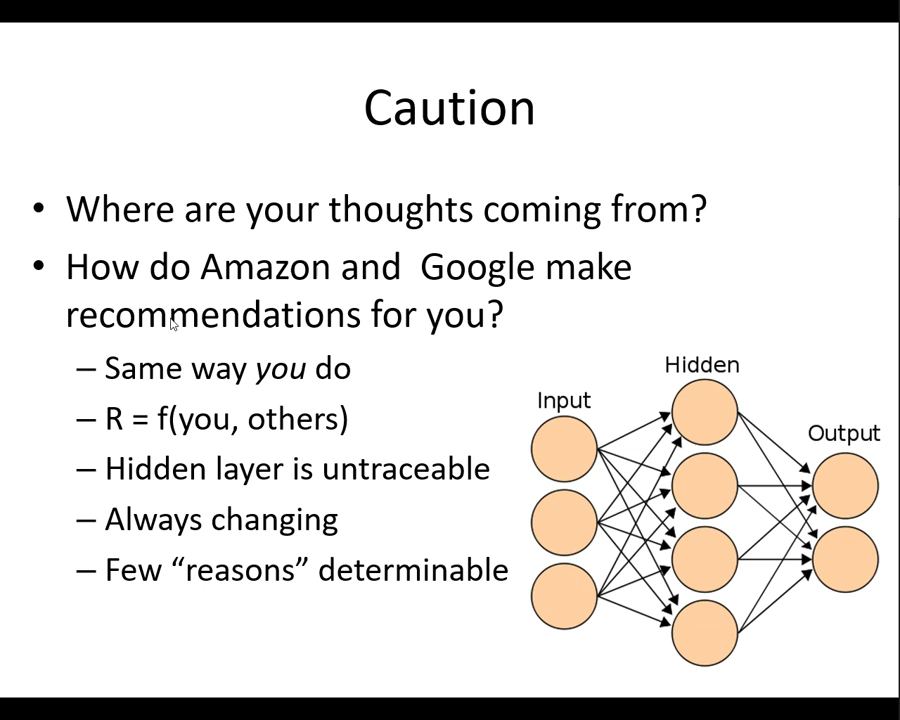 Caution
• Where are your thoughts coming from?
• How do Amazon and  Google make
recommendations for you?
– Same way you do
– R = f(you, others)
– Hidden layer is untraceable
– Always changing
– Few “reasons” determinable
Hidden
Input
Output